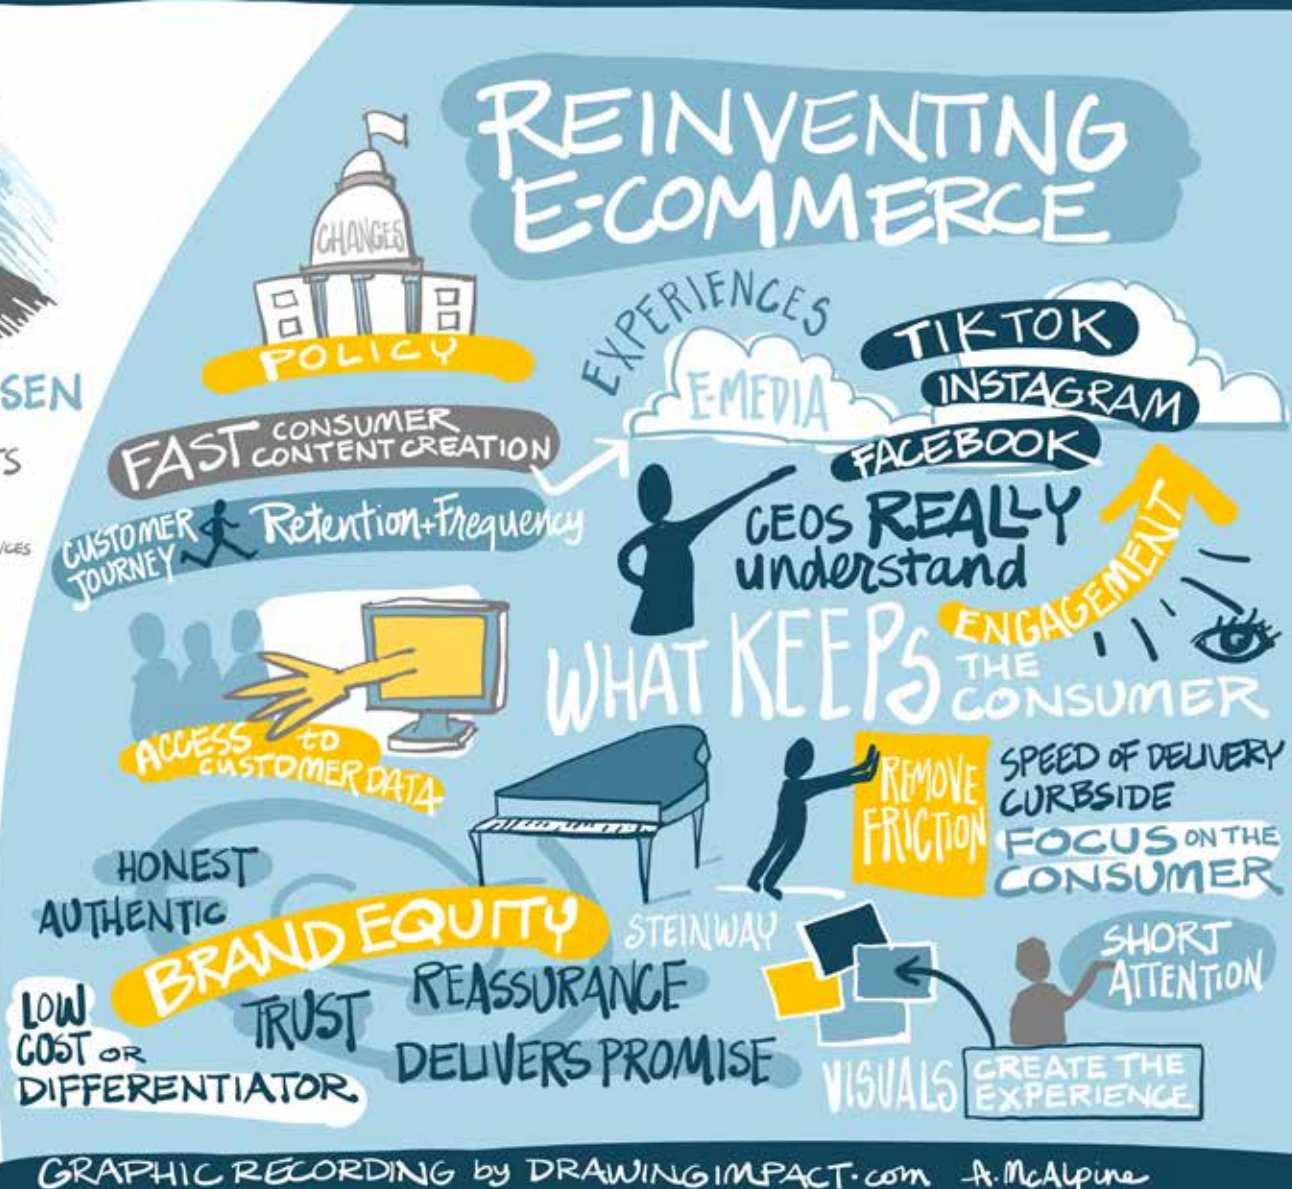 REINVENTING
E-COMMERCE
CHANGES
POLICY
EXPERIENCES
E-MEDIA
TIKTOK
INSTAGRAM
FACEBOOK
FAST CONSUMER
CONTENT CREATION
CUSTOMER
JOURNEY
Retention+Frequency
SEN
CEOS REALLY
understand
ENGAGEMENT
WHAT KEEPS
THE
CONSUMER
ACCESS to
CUSTOMER DATA
REMOVE
FRICTION
SPEED OF DELIVERY
CURBSIDE
FOCUS ON THE
CONSUMER
HONEST
AUTHENTIC
BRAND EQUITY
STEINWAY
TRUST
REASSURANCE
DELIVERS PROMISE
LOW
COST OR
DIFFERENTIATOR
SHORT
ATTENTION
VISUALS
CREATE THE
EXPERIENCE
GRAPHIC RECORDING by DRAWINGIMPACT.com A.McAlpine